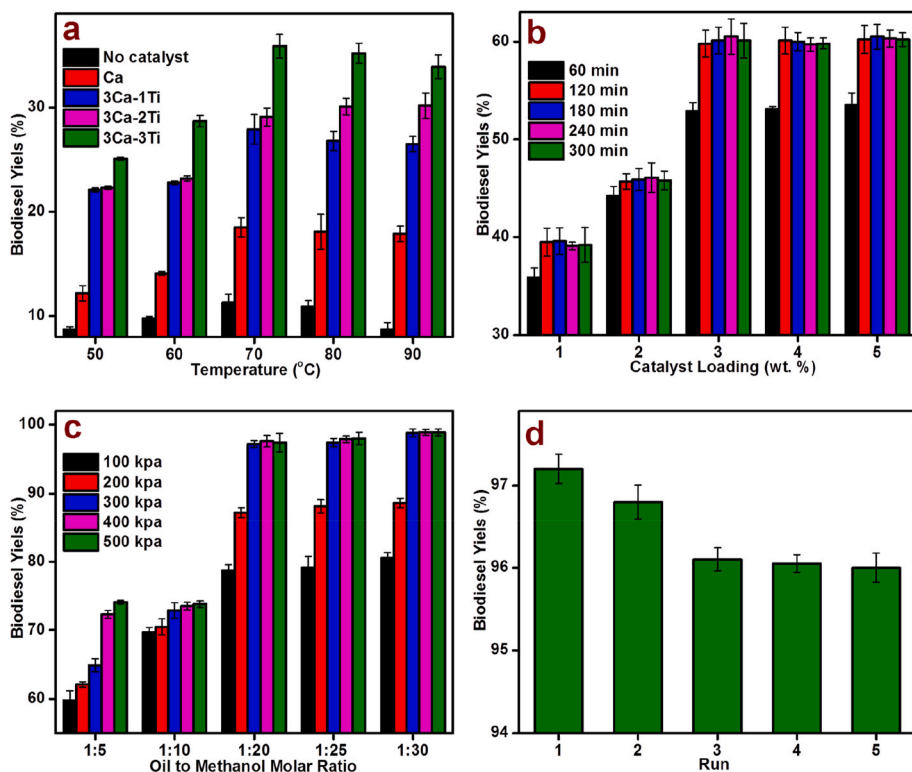 a
No catalyst
Ca
3Ca-1Ti
3Ca-2Ti
3Ca-3Ti
30
20
10
Biodiesel Yiels (%)
50 60 70 80 90
Temperature (°C)
b
60 min
120 min
180 min
240 min
300 min
60
50
40
30
Biodiesel Yiels (%)
1 2 3 4 5
Catalyst Loading (wt. %)
c
100 kpa
200 kpa
300 kpa
400 kpa
500 kpa
100
90
80
70
60
Biodiesel Yiels (%)
1:5 1:10 1:20 1:25 1:30
Oil to Methanol Molar Ratio
d
97
96
95
94
Biodiesel Yiels (%)
1 2 3 4 5
Run